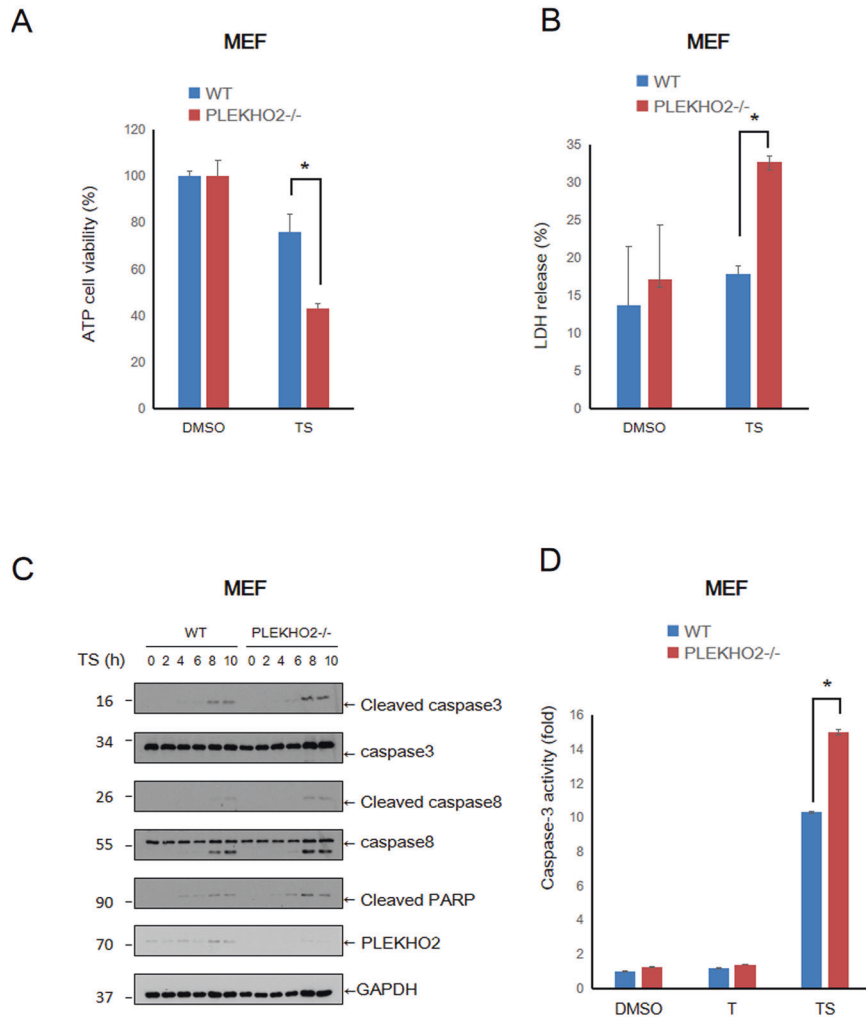 A
MEF
WT
PLEKHO2-/-
120
100
80
60
40
20
0
ATP cell viability (%)
*
DMSO TS
B
MEF
WT
PLEKHO2-/-
35
30
25
20
15
10
5
0
LDH release (%)
*
DMSO TS
C
MEF
WT PLEKHO2-/-
TS (h) 0 2 4 6 8 10 0 2 4 6 8 10
16 ← Cleaved caspase3
34 ← caspase3
26 ← Cleaved caspase8
55 ← caspase8
90 ← Cleaved PARP
70 ← PLEKHO2
37 ←GAPDH
D
MEF
WT
PLEKHO2-/-
16
14
12
10
8
6
4
2
0
Caspase-3 activity (fold)
*
DMSO T TS